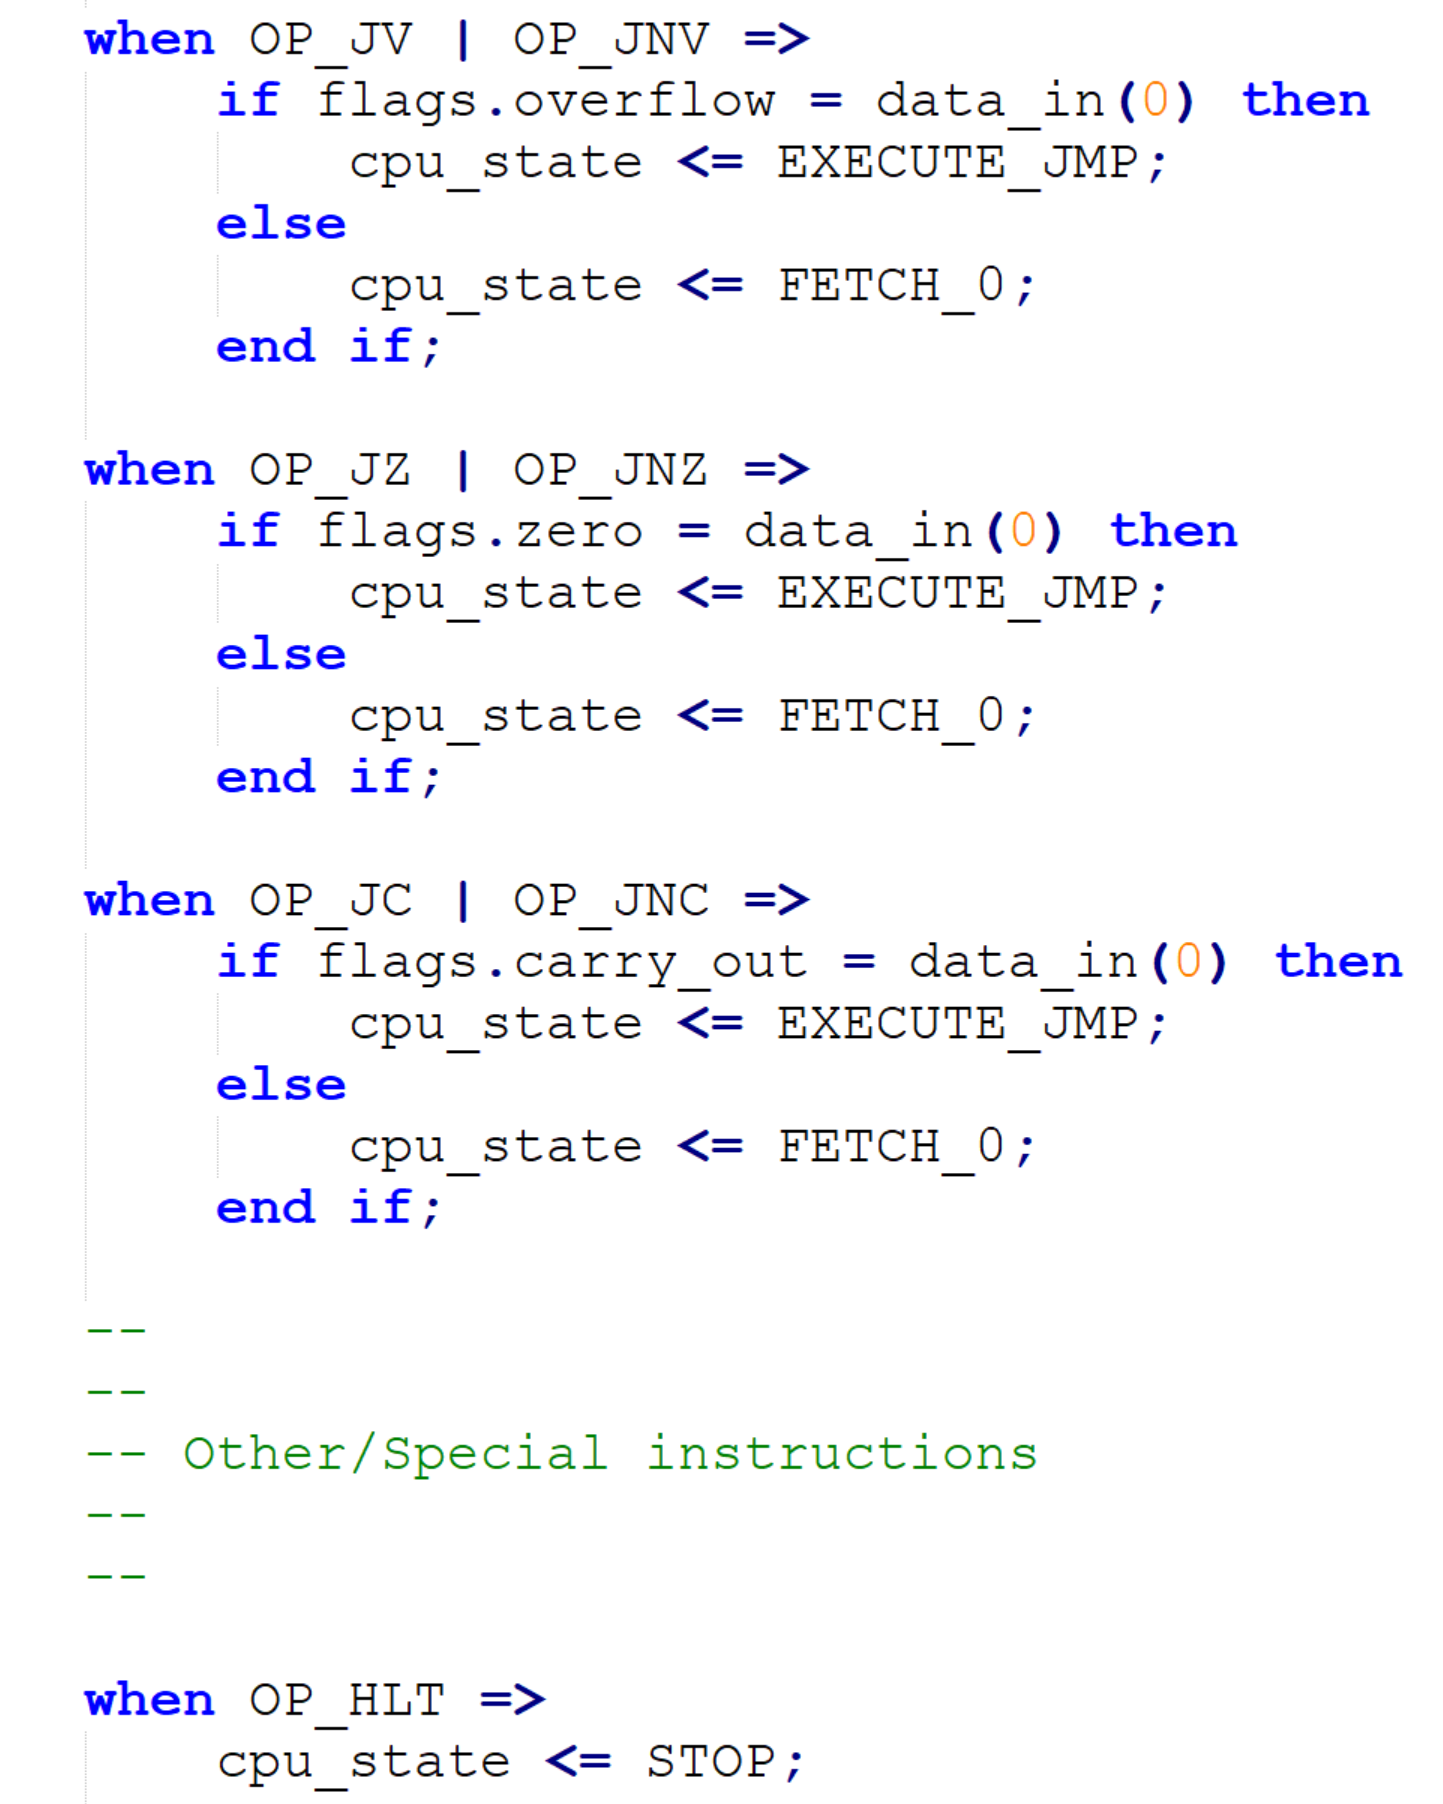 when OP_JV | OP_JNV =>
if flags.overflow = data_in(0) then
cpu_state <= EXECUTE_JMP;
else
cpu_state <= FETCH_0;
end if;
when OP_JZ | OP_JNZ =>
if flags.zero = data_in(0) then
cpu_state <= EXECUTE_JMP;
else
cpu_state <= FETCH_0;
end if;
when OP_JC | OP_JNC =>
if flags.carry_out = data_in(0) then
cpu_state <= EXECUTE_JMP;
else
cpu_state <= FETCH_0;
end if;
--
--
-- Other/Special instructions
--
--
when OP_HLT =>
cpu_state <= STOP;